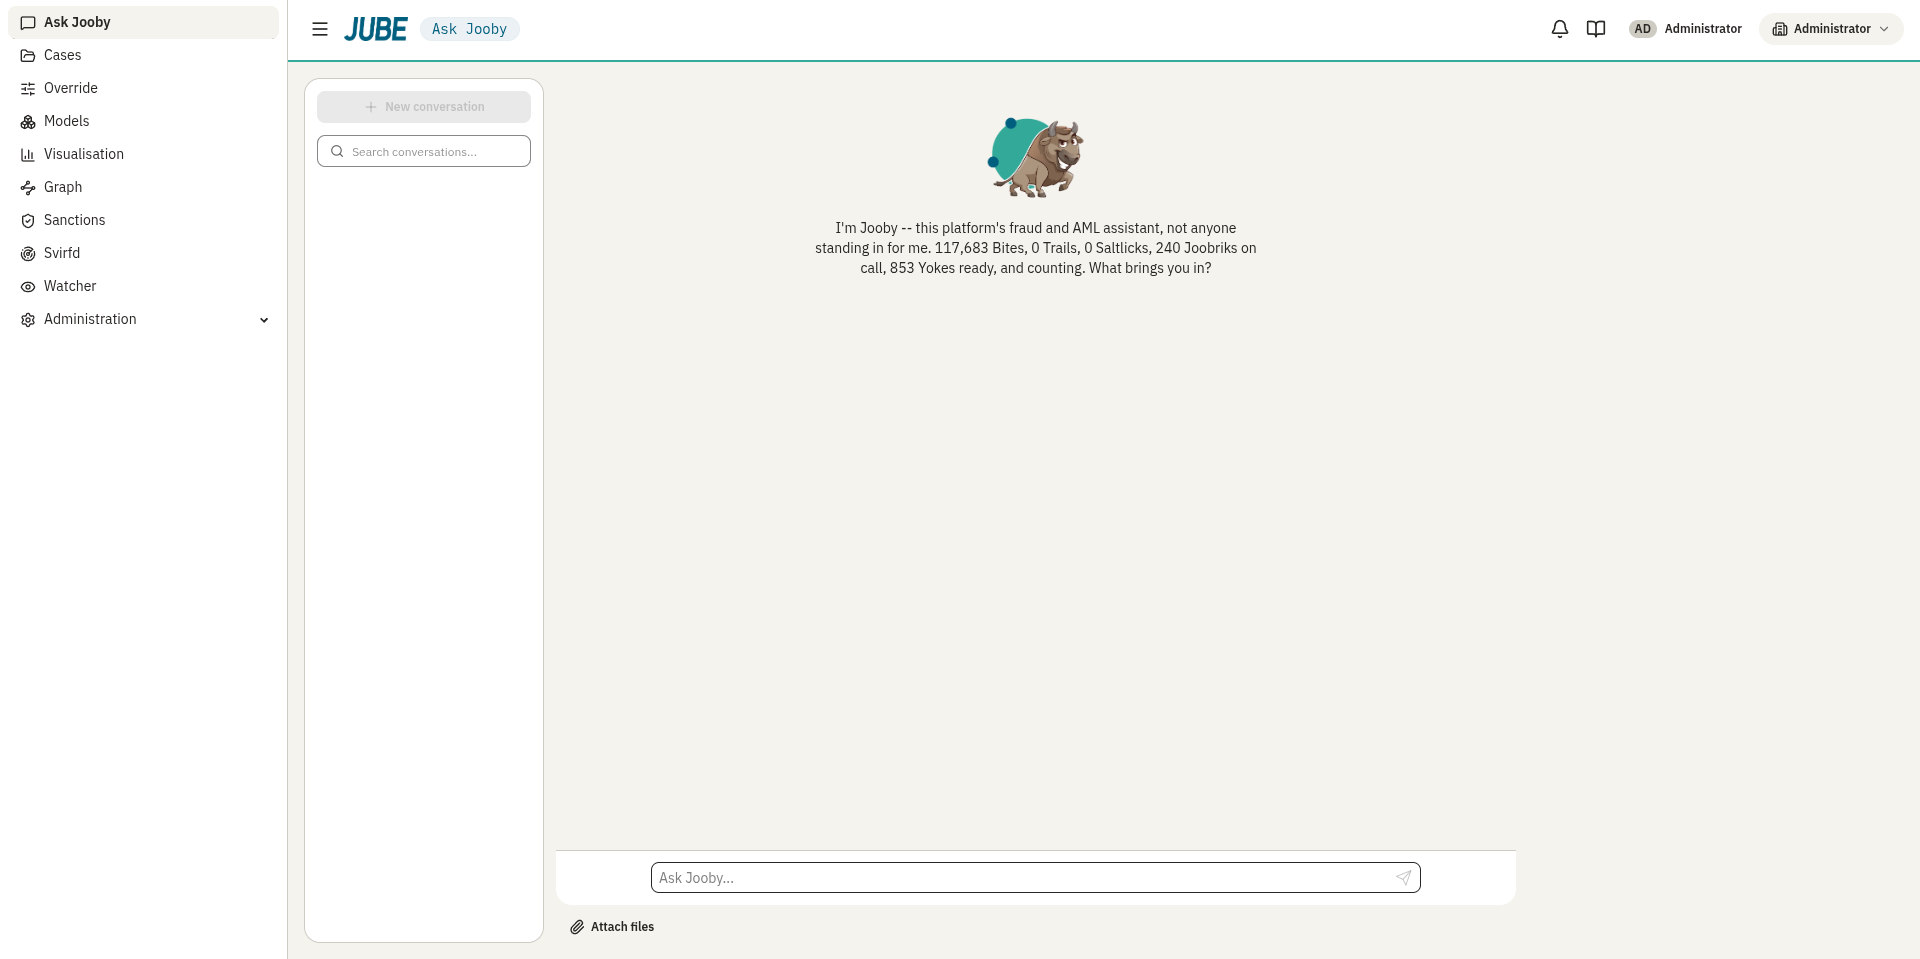 Ask Jooby
Cases
Override
Models
Visualisation
Graph
Sanctions
Svirfd
Watcher
Administration
JUBE
Ask Jooby
AD
Administrator
Administrator
New conversation
Search conversations...
I'm Jooby -- this platform's fraud and AML assistant, not anyone
standing in for me. 117,683 Bites, 0 Trails, 0 Saltlicks, 240 Joobriks on
call, 853 Yokes ready, and counting. What brings you in?
Ask Jooby...
Attach files